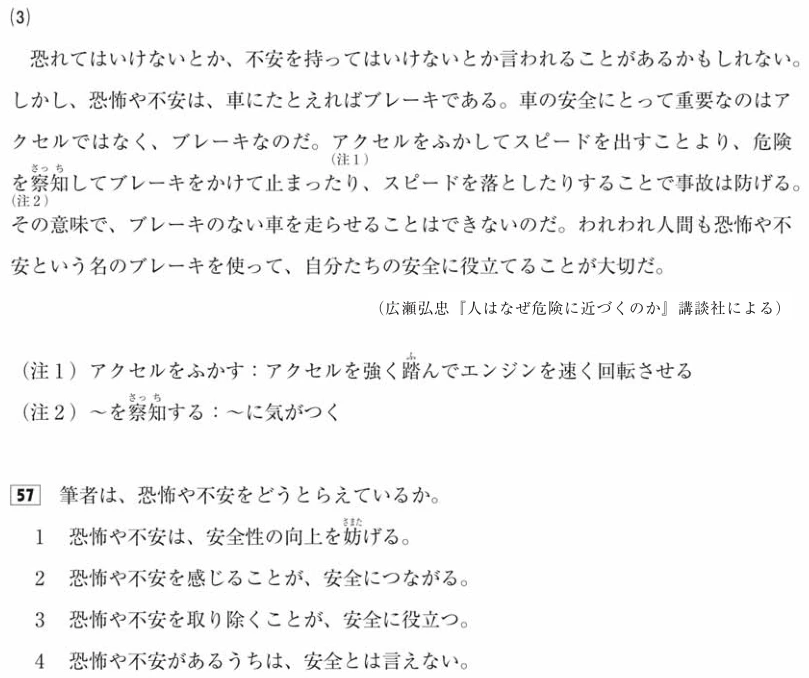 (3)
恐れてはいけないとか、不安を持ってはいけないとか言われることがあるかもしれない。
しかし、恐怖や不安は、車にたとえればブレーキである。車の安全にとって重要なのはア
クセルではなく、ブレーキなのだ。アクセルをふかしてスピードを出すことより、危険
(注1)
さっち
を察知してブレーキをかけて止まったり、スピードを落としたりすることで事故は防げる。
(注2)
その意味で、ブレーキのない車を走らせることはできないのだ。われわれ人間も恐怖や不
安という名のブレーキを使って、自分たちの安全に役立てることが大切だ。
(広瀬弘忠『人はなぜ危険に近づくのか』講談社による)
ふ
(注1)アクセルをふかす:アクセルを強く踏んでエンジンを速く回転させる
さっち
(注2)~を察知する:~に気がつく
57 筆者は、恐怖や不安をどうとらえているか。
さまた
1 恐怖や不安は、安全性の向上を妨げる。
2 恐怖や不安を感じることが、安全につながる。
3 恐怖や不安を取り除くことが、安全に役立つ。
4 恐怖や不安があるうちは、安全とは言えない。